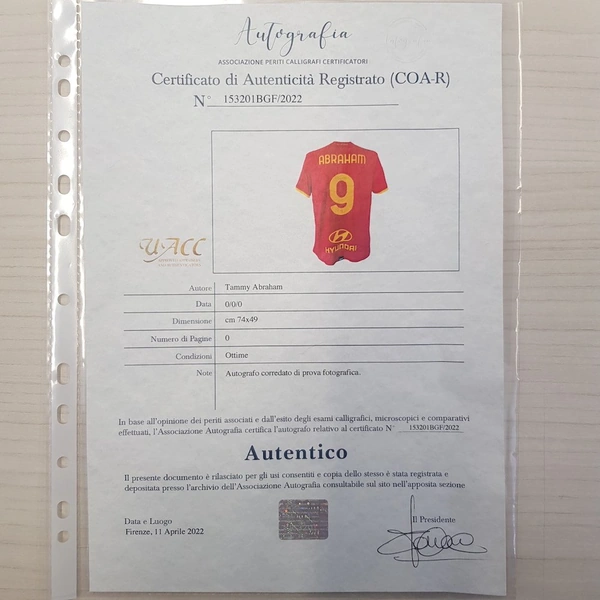 Autografia
ASSOCIAZIONE PERITI CALLIGRAFI CERTIFICATORI
Certificato di Autenticità Registrato (COA-R)
N° 153201BGF/2022
ABRAHAM
9
HYUNDAI
UACC
Autore Tammy Abraham
Data 0/0/0
Dimensione cm 74x49
Numero di Pagine 0
Condizioni Ottime
Note Autografo corredato di prova fotografica.
In base all'opinione dei periti associati e dall'esito degli esami calligrafici, microscopici e comparativi
effettuati, l'Associazione Autografia certifica l'autografo relativo al certificato N° 153201BGF/2022
Autentico
Il presente documento è rilasciato per gli usi consentiti e copia dello stesso è stata registrata e
depositata presso l'archivio dell'Associazione Autografia consultabile sul sito nell'apposita sezione
Data e Luogo
Firenze, 11 Aprile 2022
Il Presidente